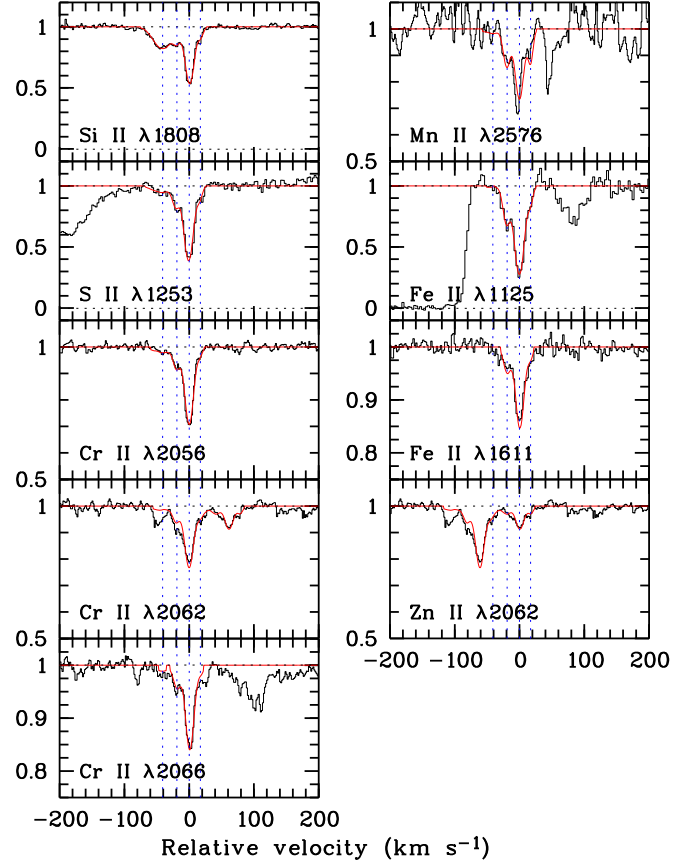 1
0.5
0
Si II λ1808
1
0.5
0
S II λ1253
1
0.5
Cr II λ2056
1
0.5
Cr II λ2062
1
0.9
0.8
Cr II λ2066
-200 -100 0 100 200
1
0.5
Mn II λ2576
1
0.5
0
Fe II λ1125
1
0.9
0.8
Fe II λ1611
1
Zn II λ2062
-200 -100 0 100 200
Relative velocity (km s⁻¹)